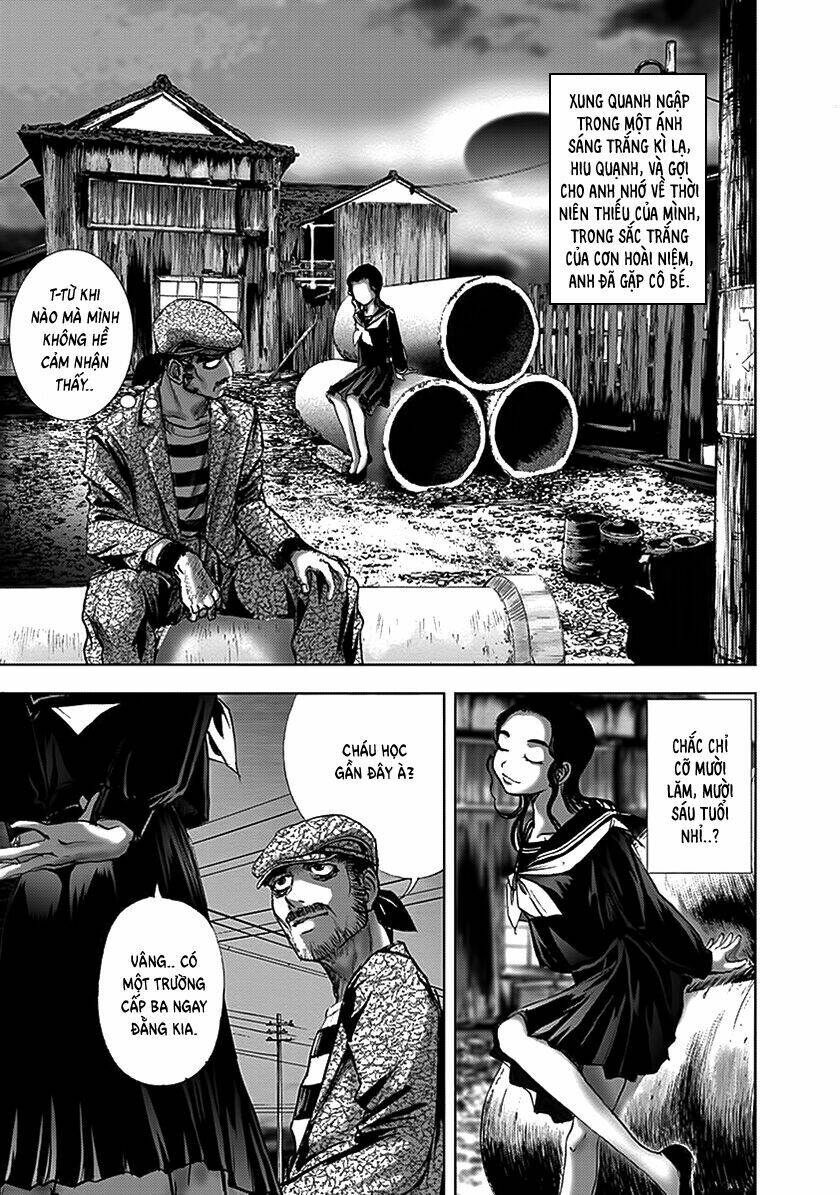 XUNG QUANH NGẬP
TRONG MỘT ÁNH
SÁNG TRẮNG KÌ LẠ,
HIU QUẠNH, VÀ GỢI
CHO ANH NHỚ VỀ THỜI
NIÊN THIẾU CỦA MÌNH,
TRONG SẮC TRẮNG
CỦA CƠN HOÀI NIỆM,
ANH ĐÃ GẶP CÔ BÉ.
T-TỪ KHI
NÀO MÀ MÌNH
KHÔNG HỀ
CẢM NHẬN
THẤY..
CHẮC CHỈ
CỠ MƯỜI
LĂM, MƯỜI
SÁU TUỔI
NHỈ..?
CHÁU HỌC
GẦN ĐÂY À?
VÂNG.. CÓ
MỘT TRƯỜNG
CẤP BA NGAY
ĐẰNG KIA.